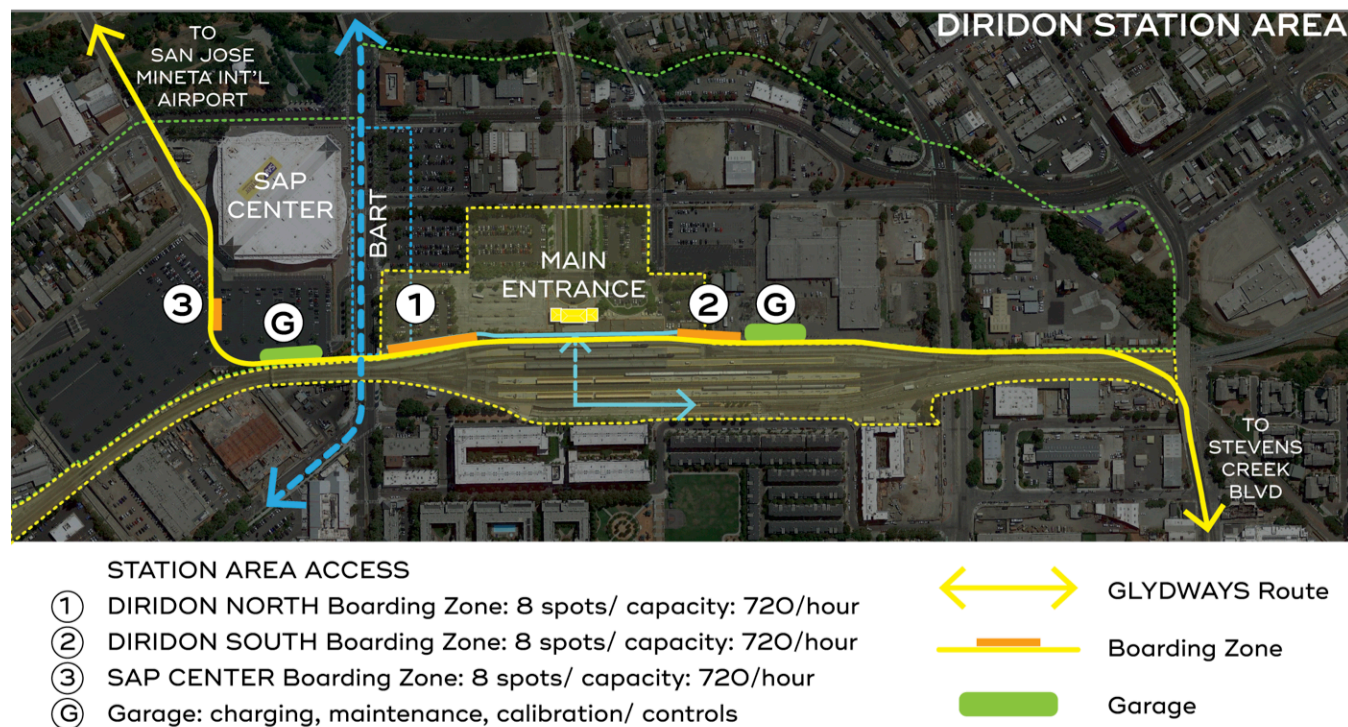 DIRIDON STATION AREA
TO
SAN JOSE
MINETA INT'L
AIRPORT
SAP
CENTER
BART
MAIN
ENTRANCE
3
G
1
2
G
TO
STEVENS
CREEK
BLVD
STATION AREA ACCESS
1 DIRIDON NORTH Boarding Zone: 8 spots/ capacity: 720/hour
2 DIRIDON SOUTH Boarding Zone: 8 spots/ capacity: 720/hour
3 SAP CENTER Boarding Zone: 8 spots/ capacity: 720/hour
G Garage: charging, maintenance, calibration/ controls
GLYDWAYS Route
Boarding Zone
Garage